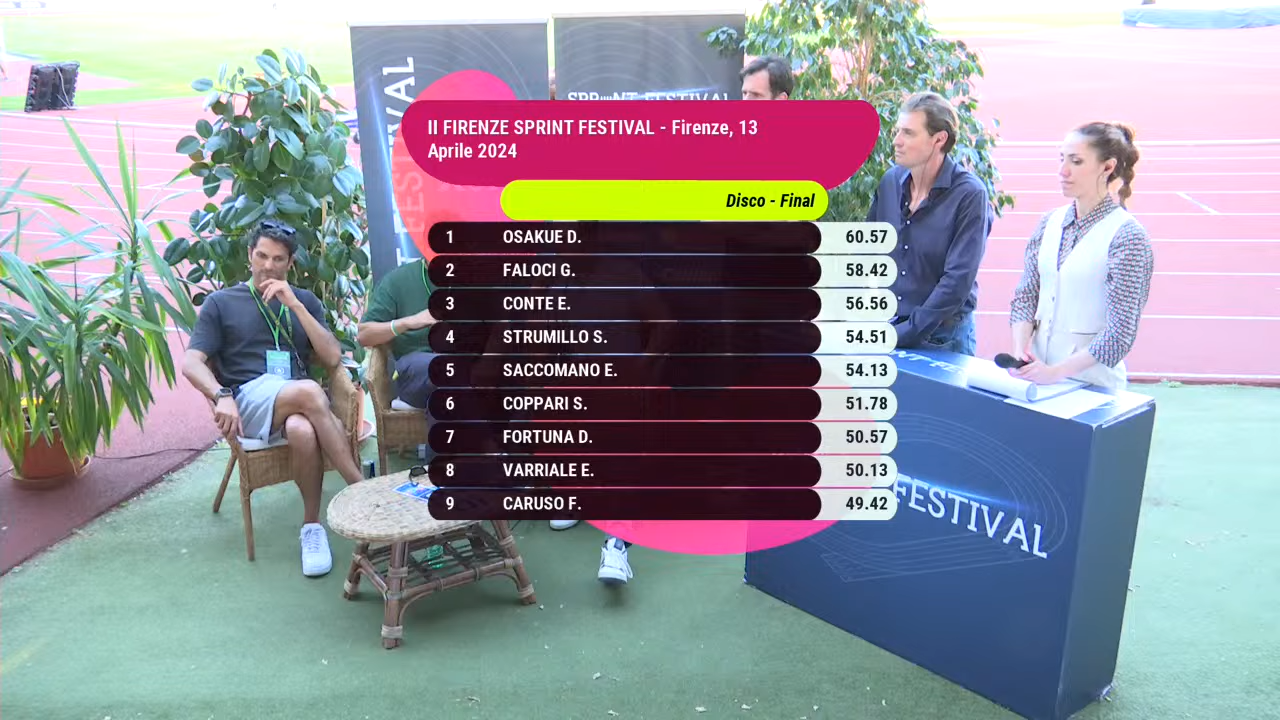 SPRINT FESTIVAL
II FIRENZE SPRINT FESTIVAL - Firenze, 13
Aprile 2024
Disco - Final
1 OSAKUE D. 60.57
2 FALOCI G. 58.42
3 CONTE E. 56.56
4 STRUMILLO S. 54.51
5 SACCOMANO E. 54.13
6 COPPARI S. 51.78
7 FORTUNA D. 50.57
8 VARRIALE E. 50.13
9 CARUSO F. 49.42
FESTIVAL